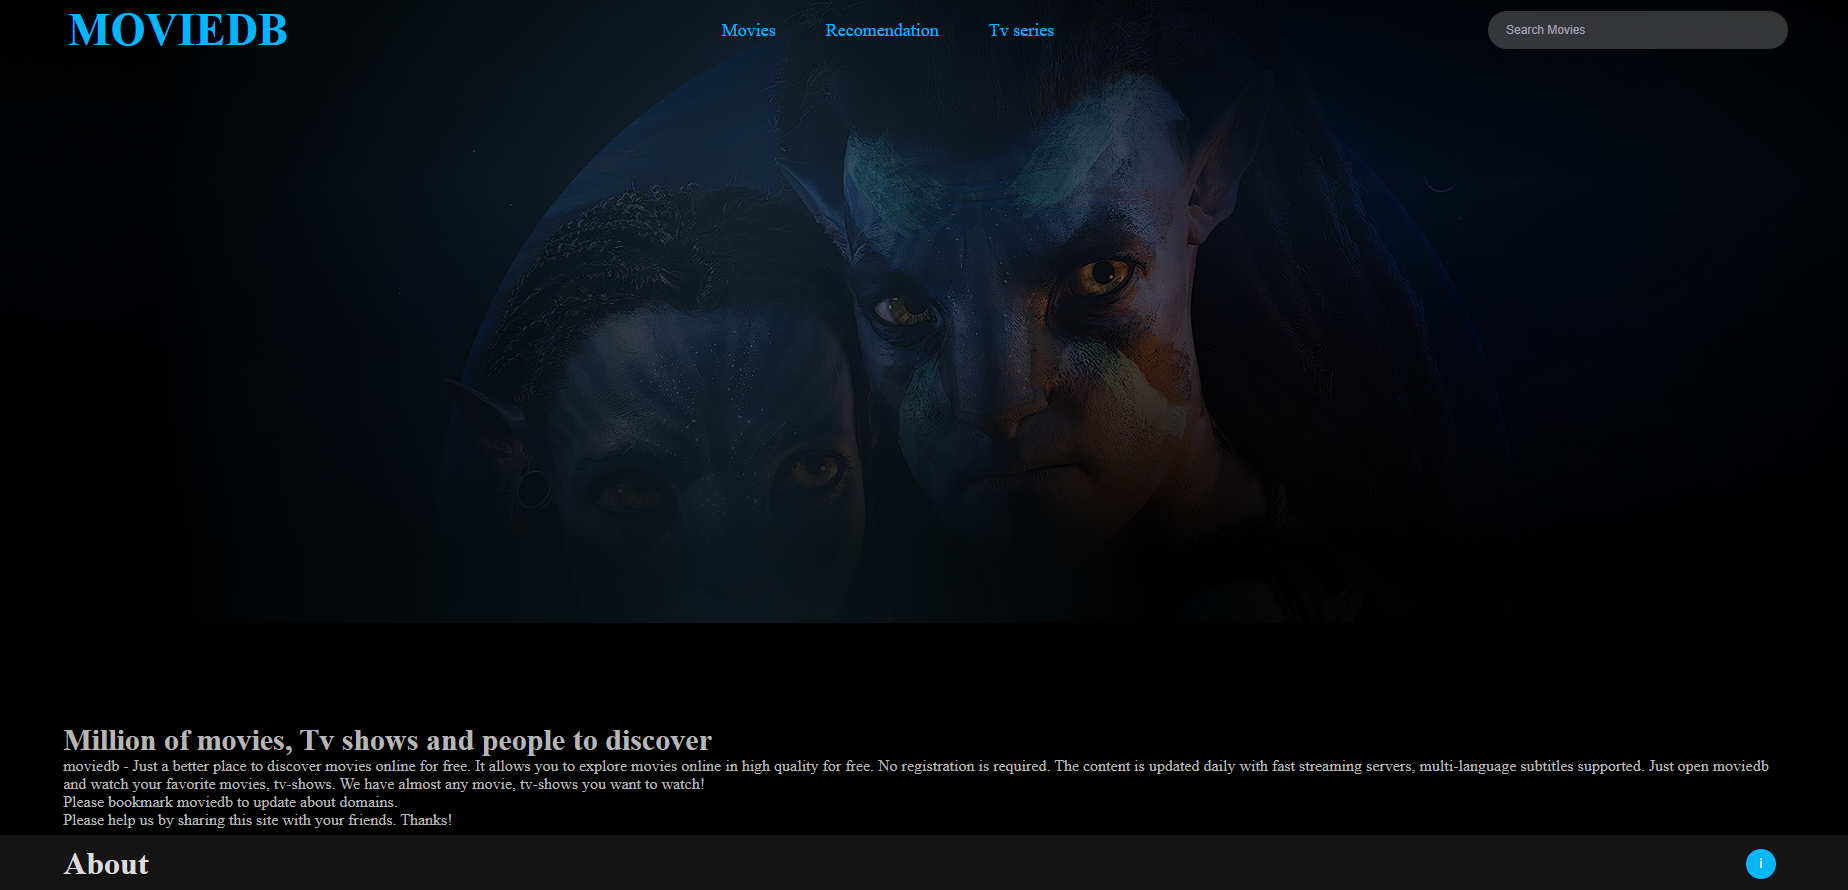 MOVIEDB
Movies
Recomendation
Tv series
Search Movies
Million of movies, Tv shows and people to discover
moviedb - Just a better place to discover movies online for free. It allows you to explore movies online in high quality for free. No registration is required. The content is updated daily with fast streaming servers, multi-language subtitles supported. Just open moviedb
and watch your favorite movies, tv-shows. We have almost any movie, tv-shows you want to watch!
Please bookmark moviedb to update about domains.
Please help us by sharing this site with your friends. Thanks!
About
i